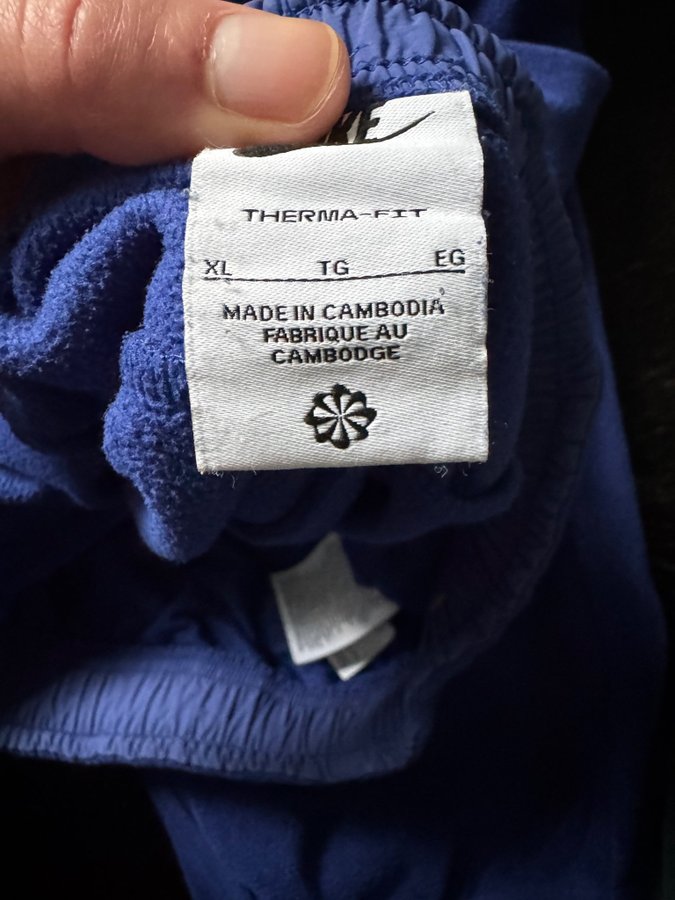 THERMA-FIT
XL TG EG
MADE IN CAMBODIA
FABRIQUE AU
CAMBODGE